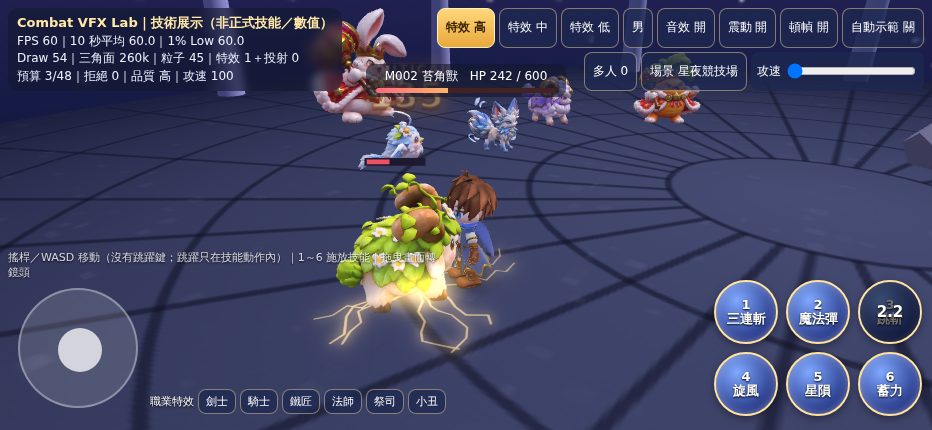 Combat VFX Lab｜技術展示（非正式技能／數值）
FPS 60｜10 秒平均 60.0｜1% Low 60.0
Draw 54｜三角面 260k｜粒子 45｜特效 1＋投射 0
預算 3/48｜拒絕 0｜品質 高｜攻速 100
特效 高
特效 中
特效 低
男
音效 開
震動 開
頓幀 開
自動示範 關
多人 0
場景 星夜競技場
攻速
M002 苔角獸 HP 242 / 600
搖桿／WASD 移動（沒有跳躍鍵；跳躍只在技能動作內）｜1～6 施放技能｜拖曳畫面轉
鏡頭
1
三連斬
2
魔法彈
3
2.2
4
旋風
5
星隕
6
蓄力
職業特效
劍士
騎士
鐵匠
法師
祭司
小丑